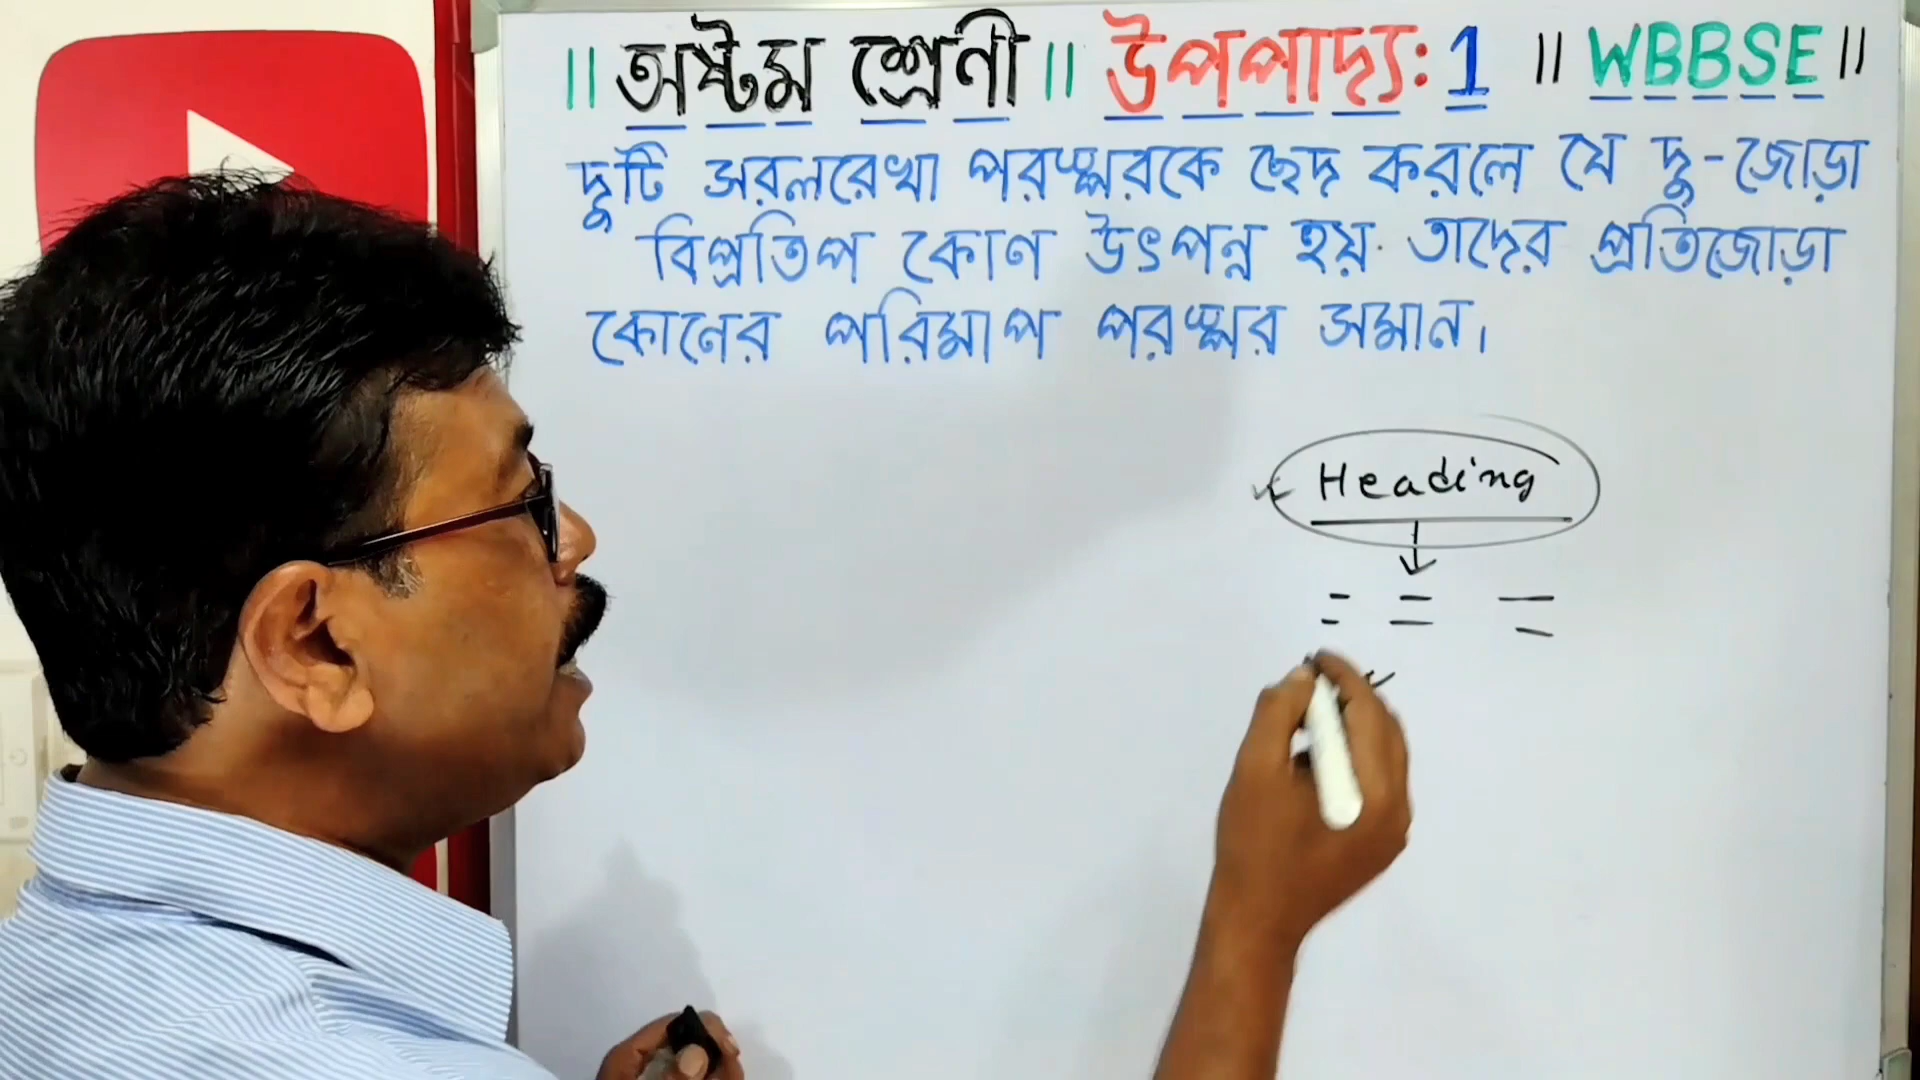 || অষ্টম শ্রেণী || উপপাদ্য: 1 || WBBSE ||
দুটি সরলরেখা পরস্পরকে ছেদ করলে যে দু-জোড়া
বিপ্রতিপ কোণ উৎপন্ন হয়. তাদের প্রতিজোড়া
কোনের পরিমাপ পরস্পর সমান।
Heading